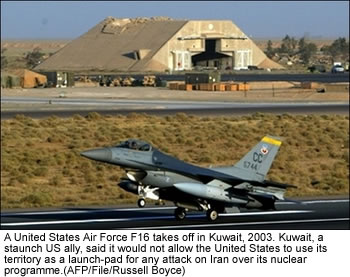 CC
A United States Air Force F16 takes off in Kuwait, 2003. Kuwait, a
staunch US ally, said it would not allow the United States to use its
territory as a launch-pad for any attack on Iran over its nuclear
programme.(AFP/File/Russell Boyce)